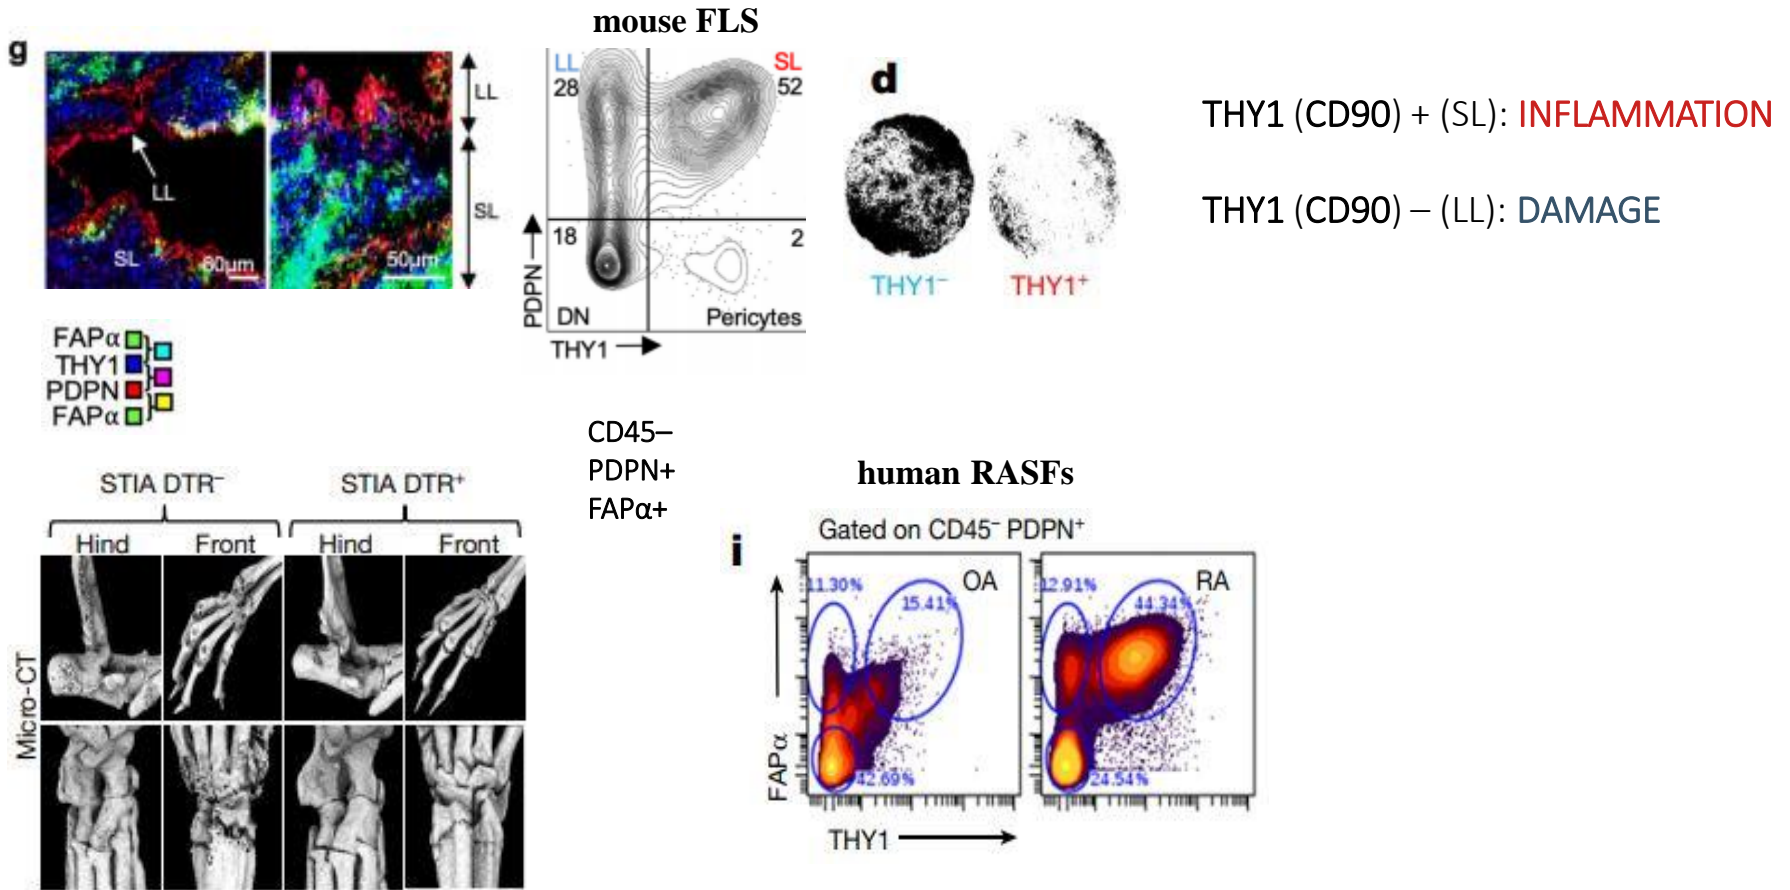 mouse FLS
g
LL
SL
LL
SL
60µm
50µm
LL
28
SL
52
18
2
DN
Pericytes
PDPN
THY1
d
THY1⁻
THY1⁺
THY1 (CD90) + (SL): INFLAMMATION
THY1 (CD90) – (LL): DAMAGE
FAPα
THY1
PDPN
FAPα
CD45–
PDPN+
FAPα+
STIA DTR⁻
STIA DTR⁺
Hind
Front
Hind
Front
Micro-CT
human RASFs
i
Gated on CD45⁻ PDPN⁺
11.30%
15.41%
OA
42.69%
12.91%
44.34%
RA
24.54%
FAPα
THY1